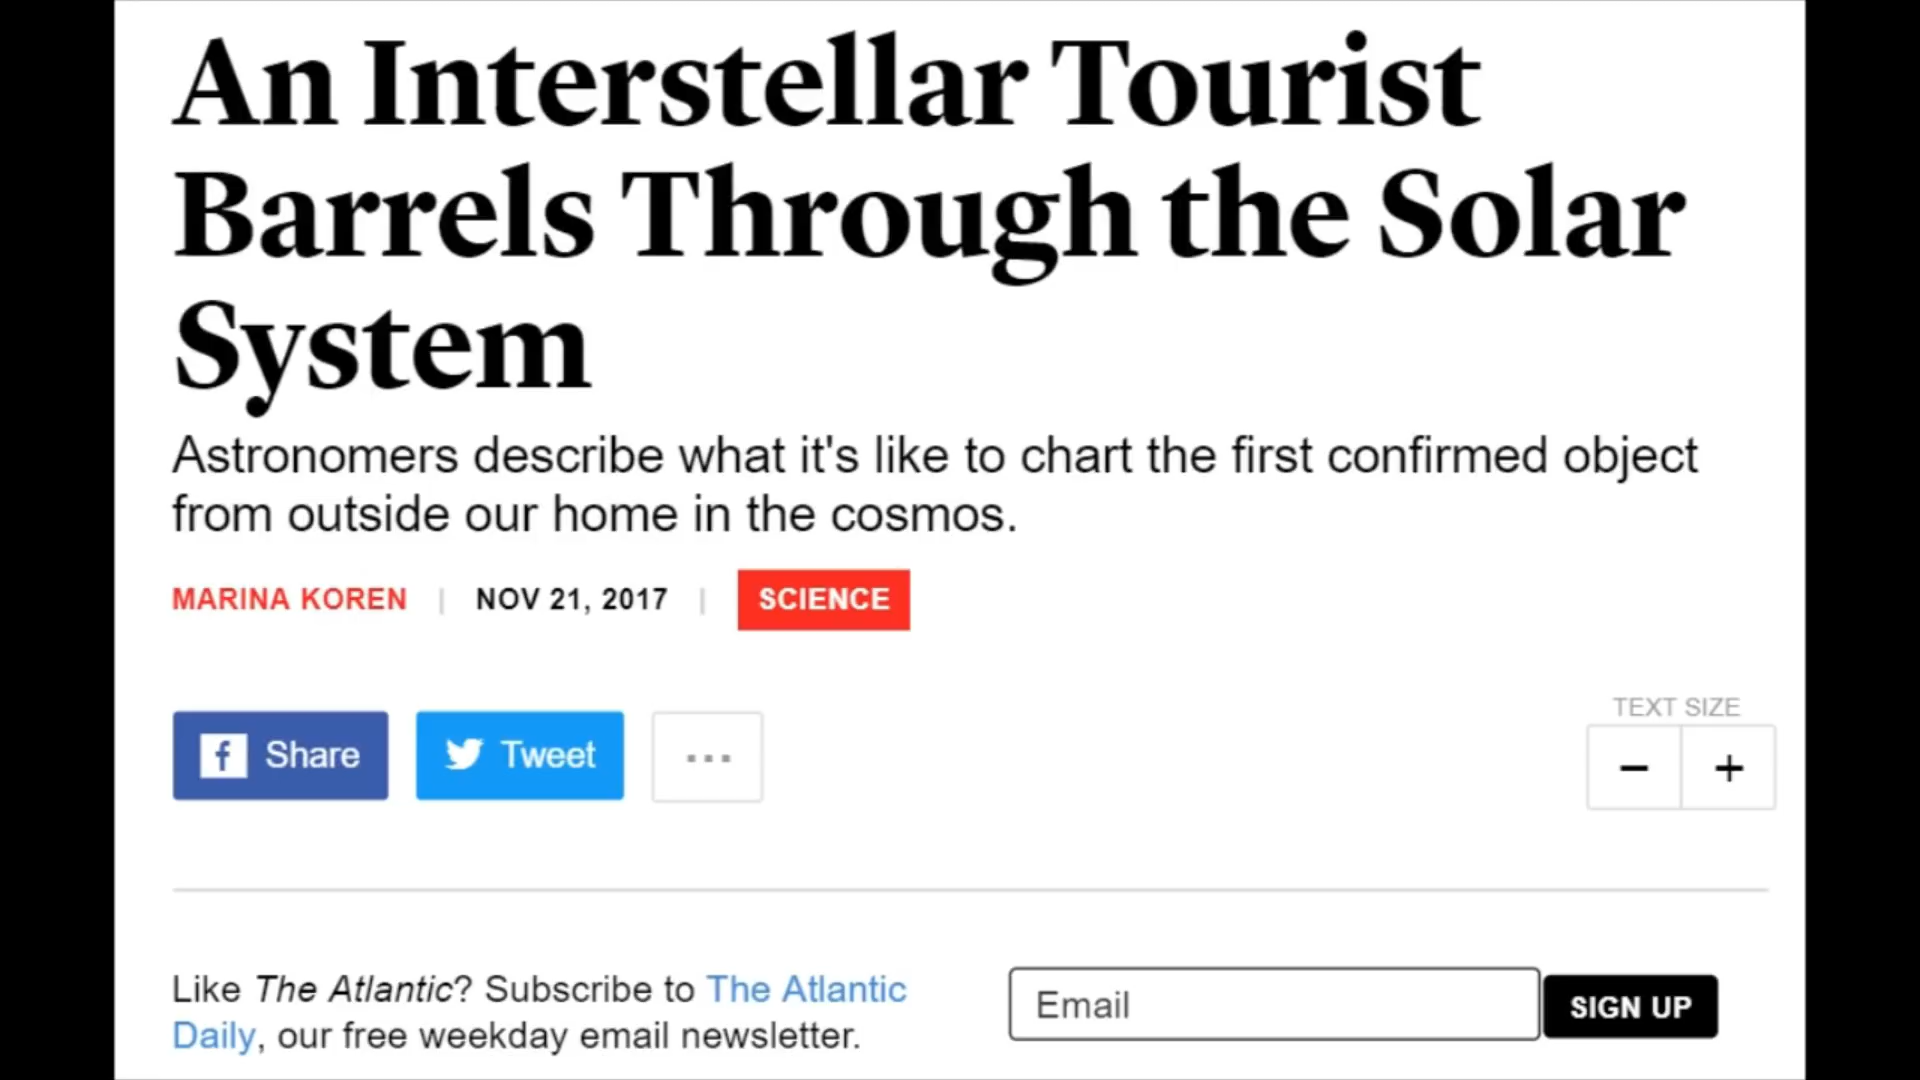 An Interstellar Tourist
Barrels Through the Solar
System
Astronomers describe what it's like to chart the first confirmed object
from outside our home in the cosmos.
MARINA KOREN | NOV 21, 2017 | SCIENCE
f Share Tweet ...
TEXT SIZE
− +
Like The Atlantic? Subscribe to The Atlantic
Daily, our free weekday email newsletter.
Email SIGN UP